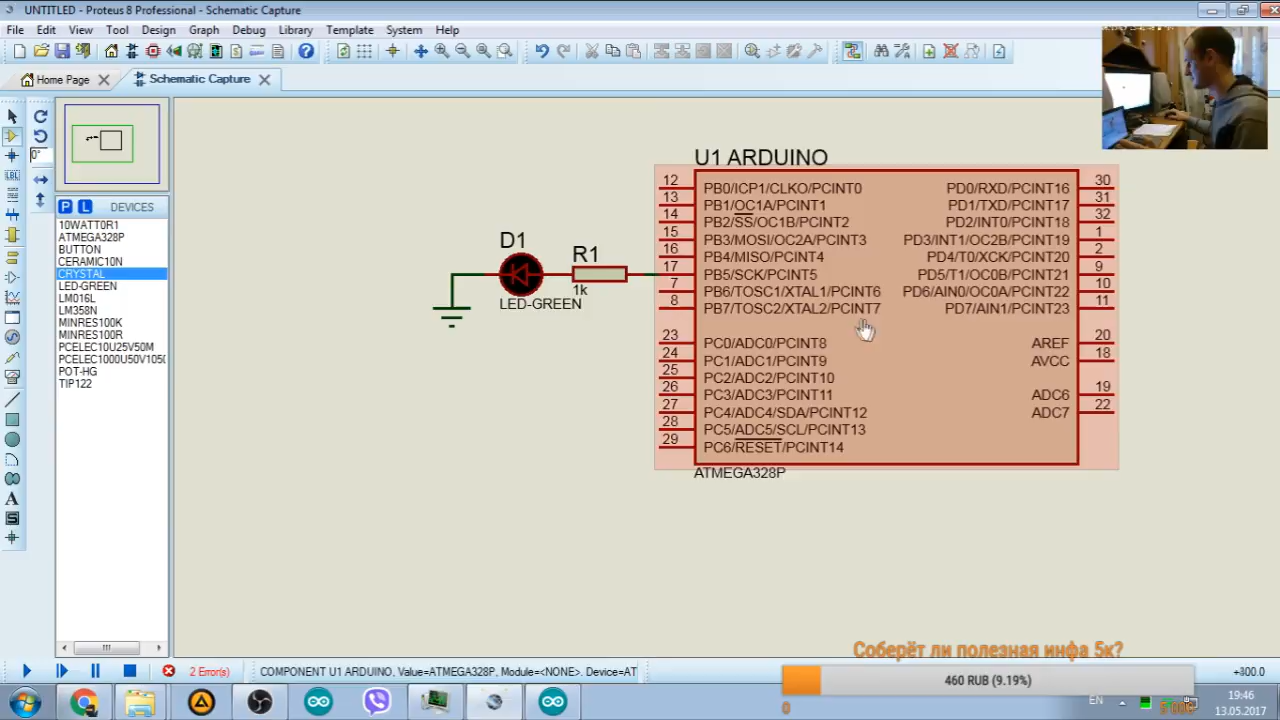 UNTITLED - Proteus 8 Professional - Schematic Capture
File Edit View Tool Design Graph Debug Library Template System Help
Home Page
Schematic Capture
0°
LBL
P L DEVICES
10WATT0R1
ATMEGA328P
BUTTON
CERAMIC10N
CRYSTAL
LED-GREEN
LM016L
LM358N
MINRES100K
MINRES100R
PCELEC10U25V50M
PCELEC1000U50V1050
POT-HG
TIP122
A
S
U1 ARDUINO
12 PB0/ICP1/CLKO/PCINT0 PD0/RXD/PCINT16 30
13 PB1/OC1A/PCINT1 PD1/TXD/PCINT17 31
14 PB2/SS/OC1B/PCINT2 PD2/INT0/PCINT18 32
15 PB3/MOSI/OC2A/PCINT3 PD3/INT1/OC2B/PCINT19 1
16 PB4/MISO/PCINT4 PD4/T0/XCK/PCINT20 2
17 PB5/SCK/PCINT5 PD5/T1/OC0B/PCINT21 9
7 PB6/TOSC1/XTAL1/PCINT6 PD6/AIN0/OC0A/PCINT22 10
8 PB7/TOSC2/XTAL2/PCINT7 PD7/AIN1/PCINT23 11
23 PC0/ADC0/PCINT8 AREF 20
24 PC1/ADC1/PCINT9 AVCC 18
25 PC2/ADC2/PCINT10
26 PC3/ADC3/PCINT11 ADC6 19
27 PC4/ADC4/SDA/PCINT12 ADC7 22
28 PC5/ADC5/SCL/PCINT13
29 PC6/RESET/PCINT14
ATMEGA328P
D1
LED-GREEN
R1
1k
Соберёт ли полезная инфа 5к?
460 RUB (9.19%)
0
2 Error(s)
COMPONENT U1 ARDUINO, Value=ATMEGA328P, Module=<NONE>. Device=AT
+300.0
EN
19:46
13.05.2017